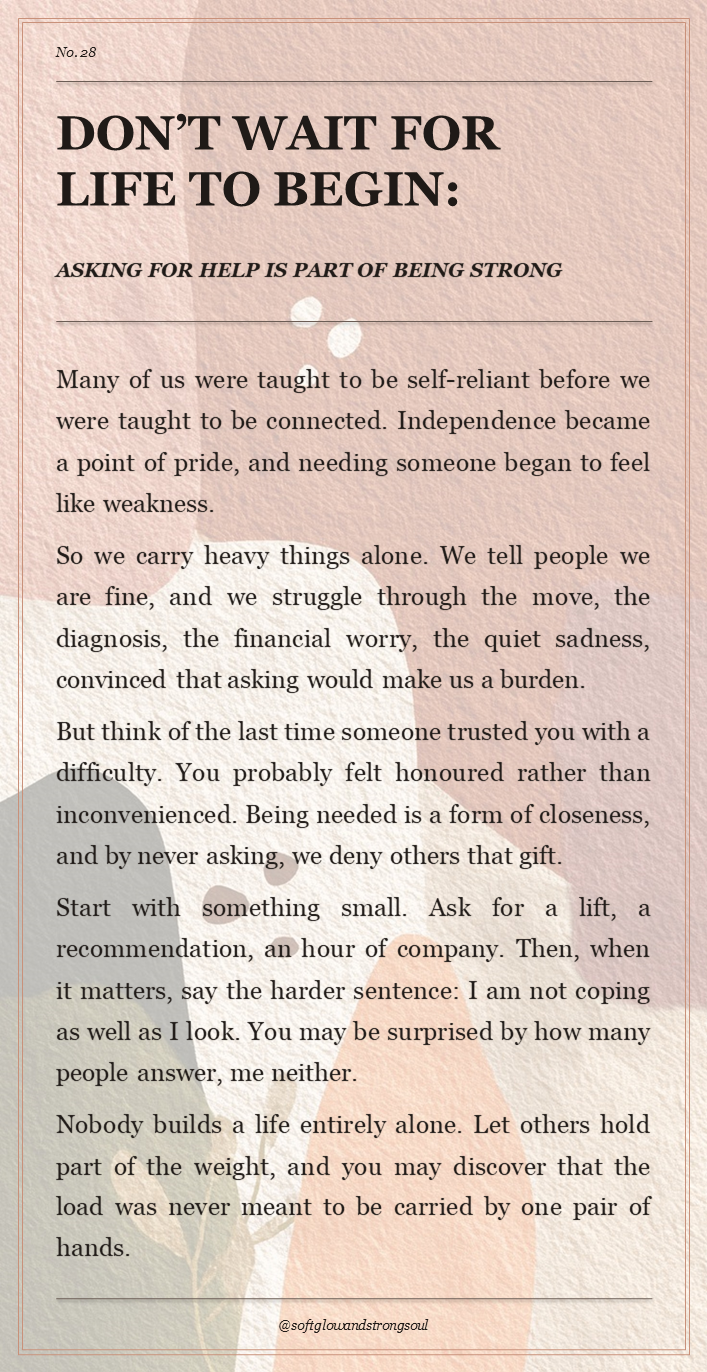 No. 28
DON’T WAIT FOR
LIFE TO BEGIN:
ASKING FOR HELP IS PART OF BEING STRONG
Many of us were taught to be self-reliant before we
were taught to be connected. Independence became
a point of pride, and needing someone began to feel
like weakness.
So we carry heavy things alone. We tell people we
are fine, and we struggle through the move, the
diagnosis, the financial worry, the quiet sadness,
convinced that asking would make us a burden.
But think of the last time someone trusted you with a
difficulty. You probably felt honoured rather than
inconvenienced. Being needed is a form of closeness,
and by never asking, we deny others that gift.
Start with something small. Ask for a lift, a
recommendation, an hour of company. Then, when
it matters, say the harder sentence: I am not coping
as well as I look. You may be surprised by how many
people answer, me neither.
Nobody builds a life entirely alone. Let others hold
part of the weight, and you may discover that the
load was never meant to be carried by one pair of
hands.
@softglowandstrongsoul